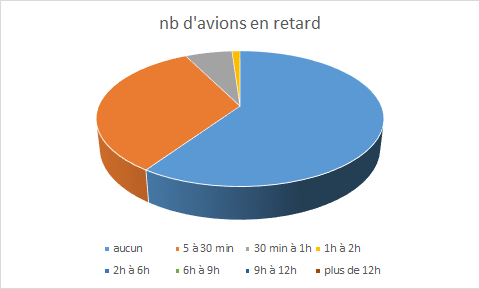 nb d'avions en retard
aucun 5 à 30 min 30 min à 1h 1h à 2h
2h à 6h 6h à 9h 9h à 12h plus de 12h